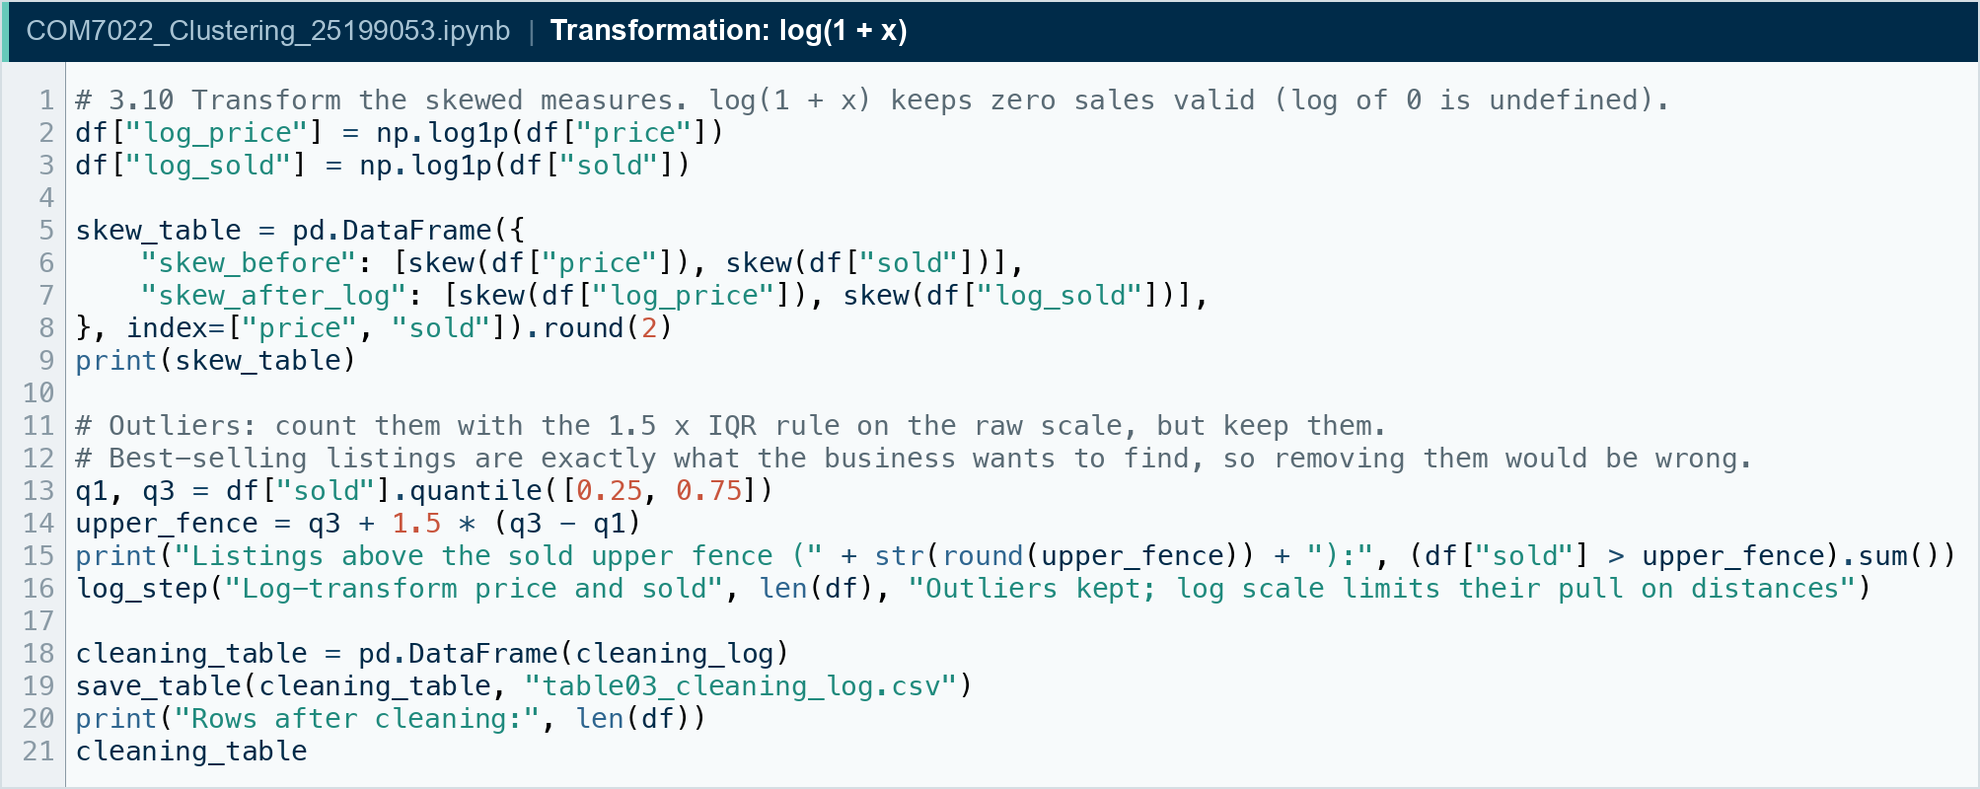 COM7022_Clustering_25199053.ipynb | Transformation: log(1 + x)
1 # 3.10 Transform the skewed measures. log(1 + x) keeps zero sales valid (log of 0 is undefined).
2 df["log_price"] = np.log1p(df["price"])
3 df["log_sold"] = np.log1p(df["sold"])
4
5 skew_table = pd.DataFrame({
6     "skew_before": [skew(df["price"]), skew(df["sold"])],
7     "skew_after_log": [skew(df["log_price"]), skew(df["log_sold"])],
8 }, index=["price", "sold"]).round(2)
9 print(skew_table)
10
11 # Outliers: count them with the 1.5 x IQR rule on the raw scale, but keep them.
12 # Best-selling listings are exactly what the business wants to find, so removing them would be wrong.
13 q1, q3 = df["sold"].quantile([0.25, 0.75])
14 upper_fence = q3 + 1.5 * (q3 - q1)
15 print("Listings above the sold upper fence (" + str(round(upper_fence)) + "):", (df["sold"] > upper_fence).sum())
16 log_step("Log-transform price and sold", len(df), "Outliers kept; log scale limits their pull on distances")
17
18 cleaning_table = pd.DataFrame(cleaning_log)
19 save_table(cleaning_table, "table03_cleaning_log.csv")
20 print("Rows after cleaning:", len(df))
21 cleaning_table